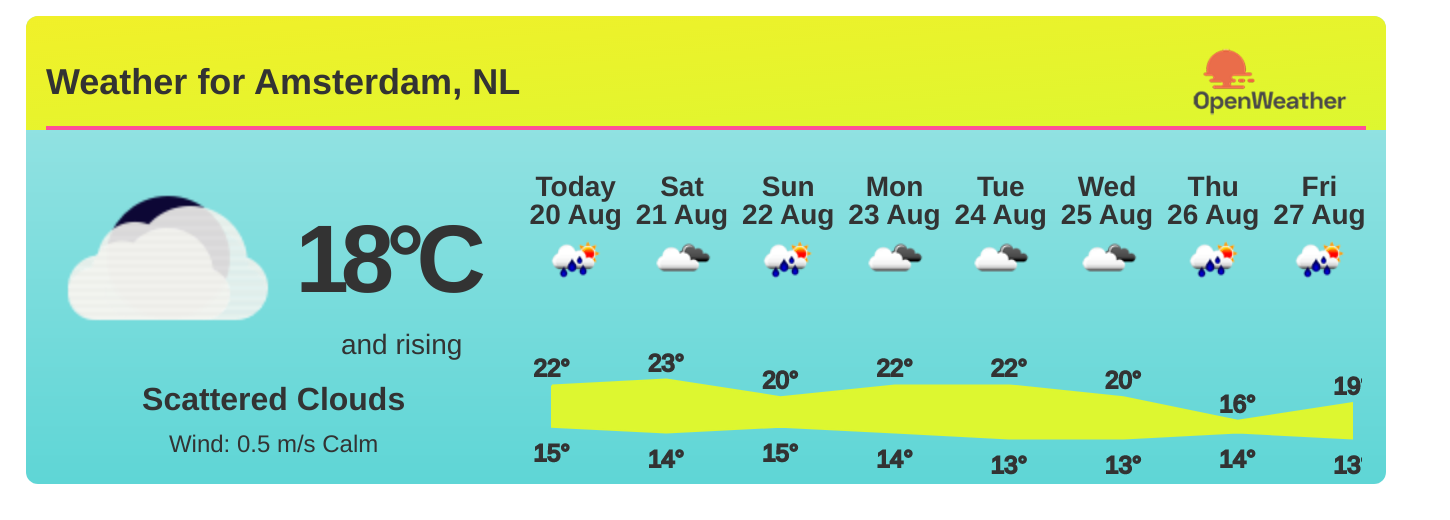 Weather for Amsterdam, NL
OpenWeather
18°C
and rising
Scattered Clouds
Wind: 0.5 m/s Calm
Today Sat Sun Mon Tue Wed Thu Fri
20 Aug 21 Aug 22 Aug 23 Aug 24 Aug 25 Aug 26 Aug 27 Aug
22° 23° 20° 22° 22° 20° 16° 19°
15° 14° 15° 14° 13° 13° 14° 13°